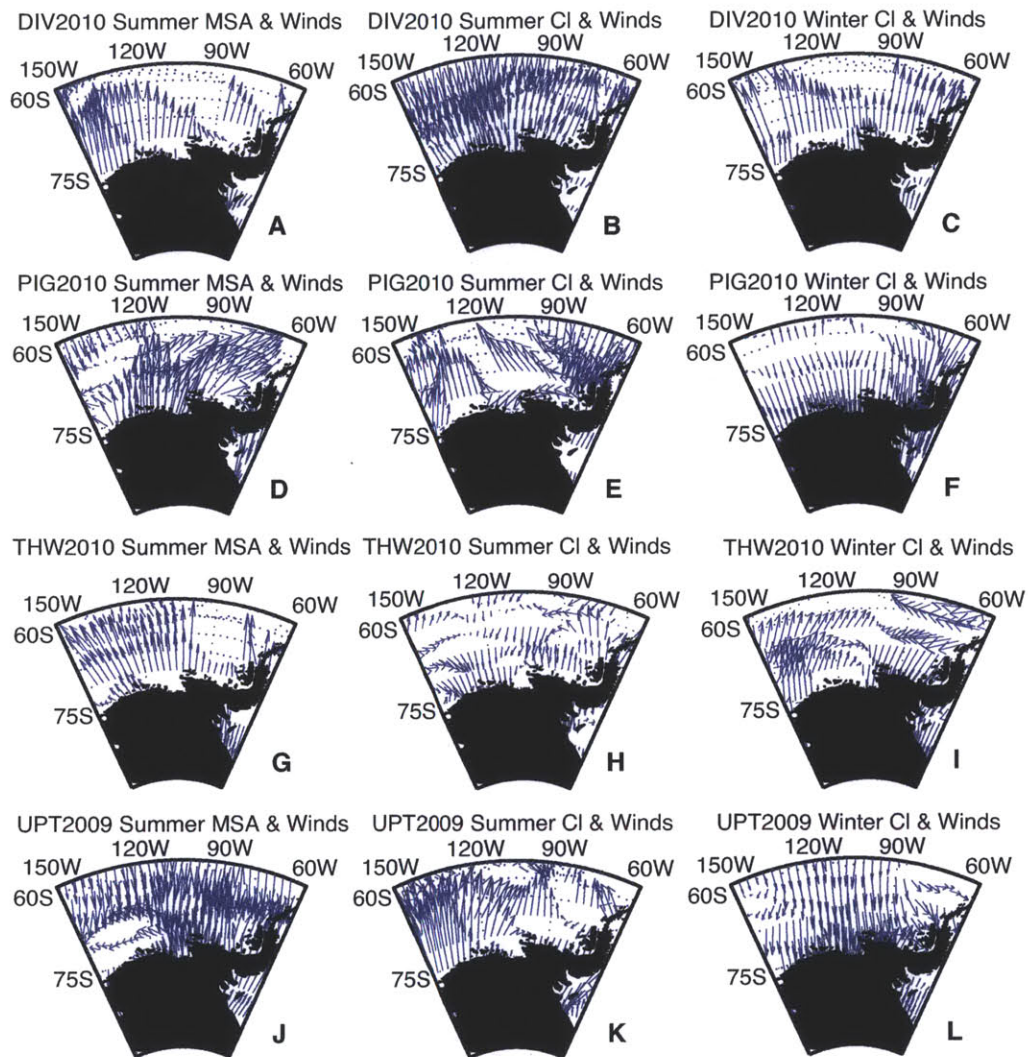 DIV2010 Summer MSA & Winds
120W 90W
150W 60W
60S
75S
A
DIV2010 Summer Cl & Winds
120W 90W
150W 60W
60S
75S
B
DIV2010 Winter Cl & Winds
120W 90W
150W 60W
60S
75S
C
PIG2010 Summer MSA & Winds
120W 90W
150W 60W
60S
75S
D
PIG2010 Summer Cl & Winds
120W 90W
150W 60W
60S
75S
E
PIG2010 Winter Cl & Winds
120W 90W
150W 60W
60S
75S
F
THW2010 Summer MSA & Winds
120W 90W
150W 60W
60S
75S
G
THW2010 Summer Cl & Winds
120W 90W
150W 60W
60S
75S
H
THW2010 Winter Cl & Winds
120W 90W
150W 60W
60S
75S
I
UPT2009 Summer MSA & Winds
120W 90W
150W 60W
60S
75S
J
UPT2009 Summer Cl & Winds
120W 90W
150W 60W
60S
75S
K
UPT2009 Winter Cl & Winds
120W 90W
150W 60W
60S
75S
L